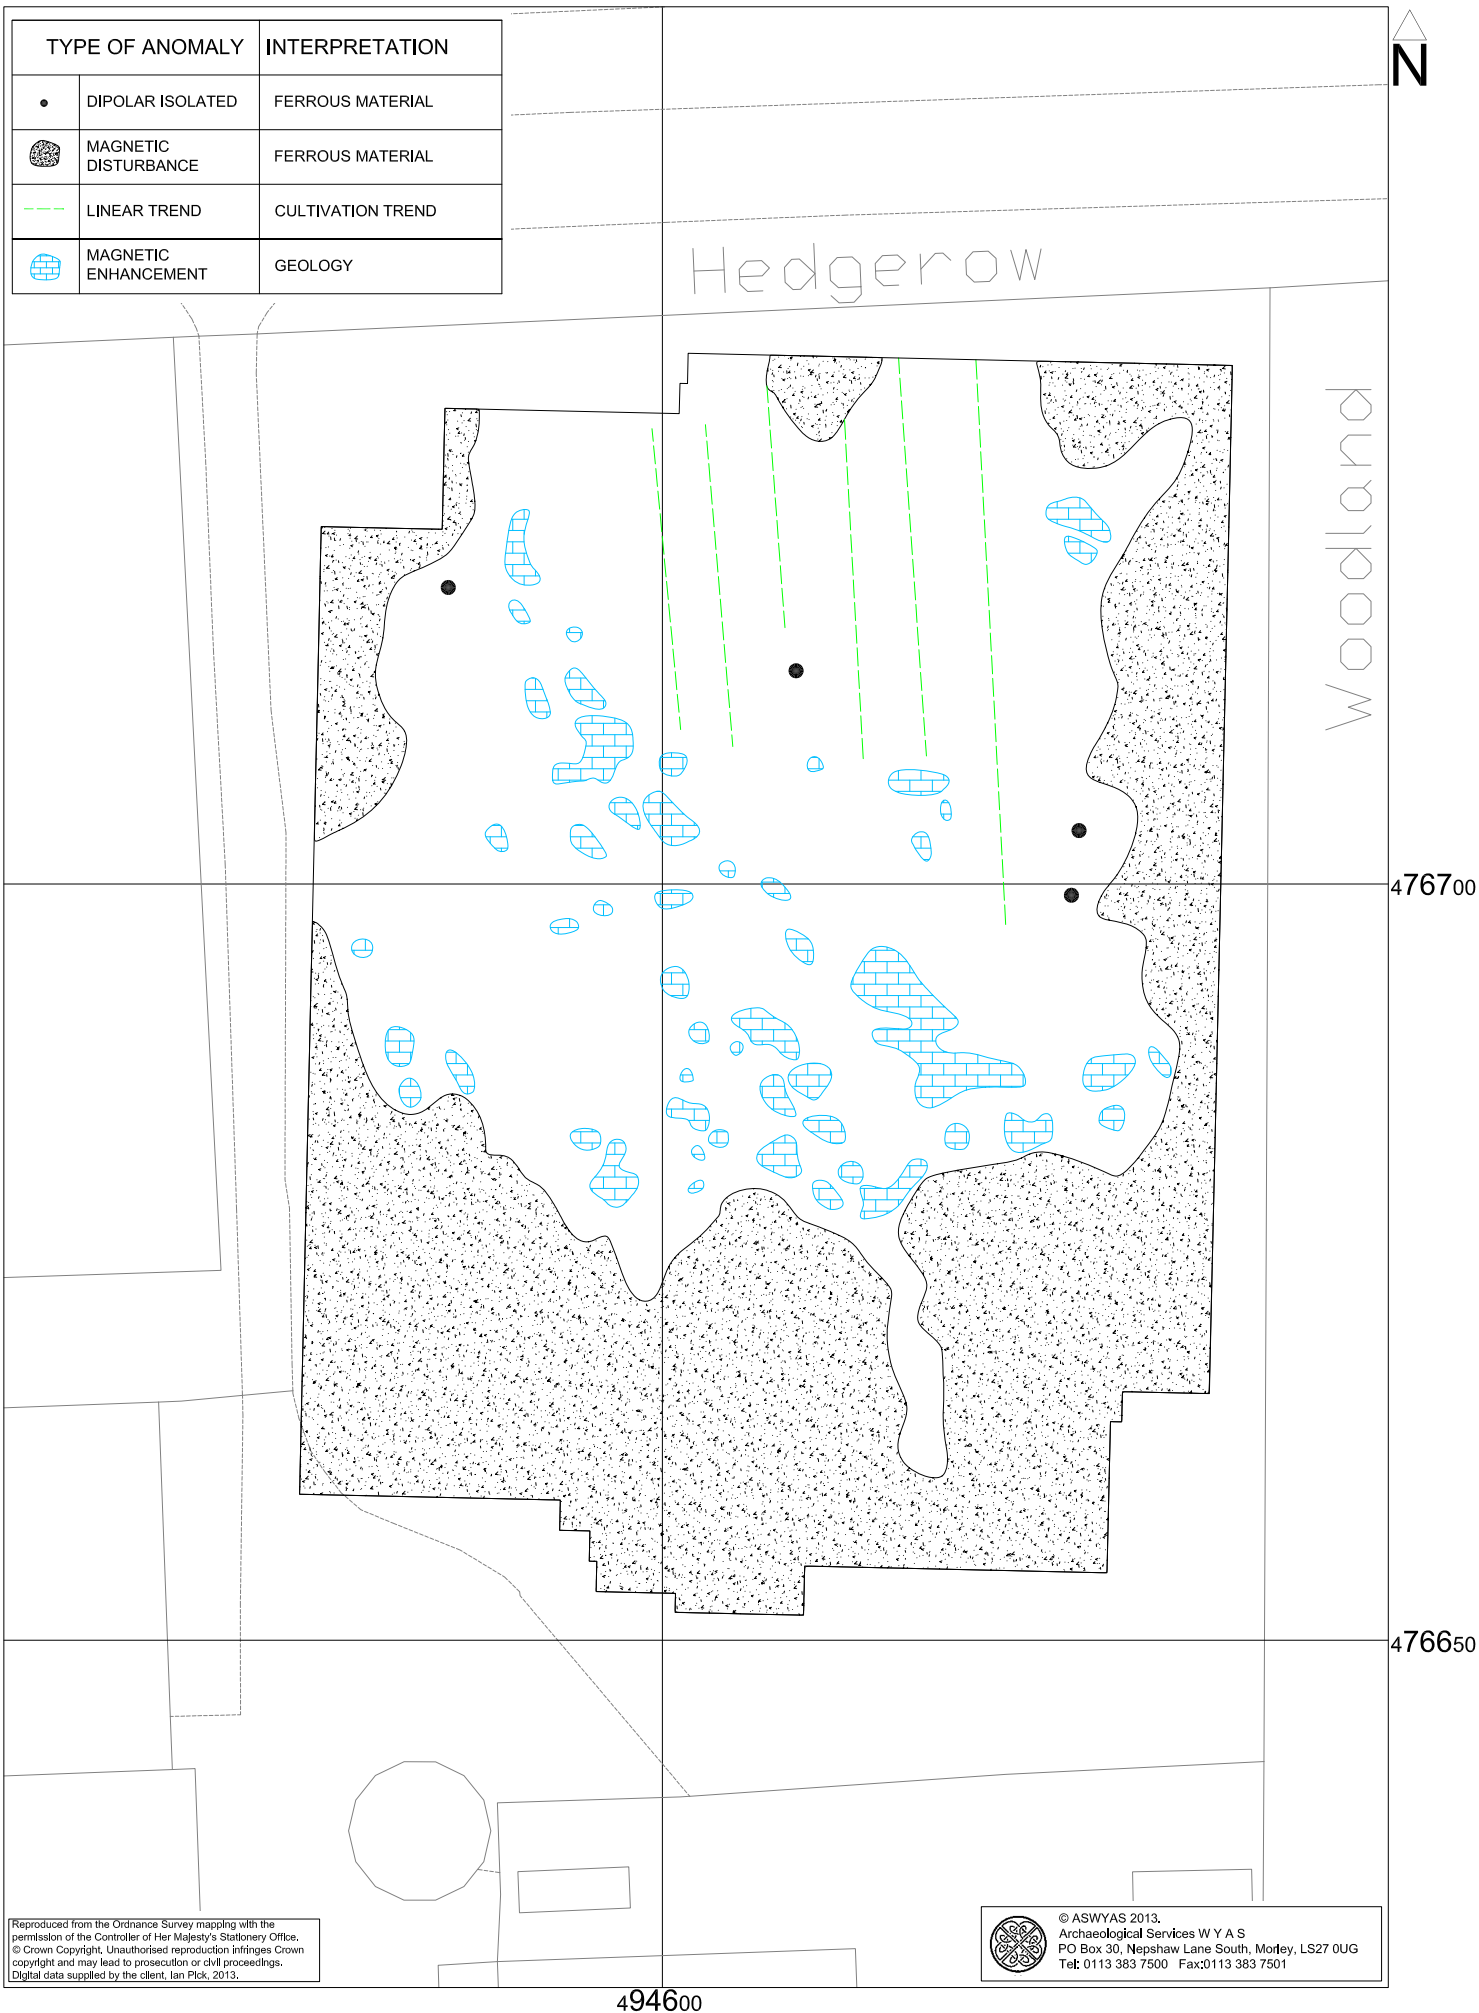 TYPE OF ANOMALY INTERPRETATION
DIPOLAR ISOLATED FERROUS MATERIAL
MAGNETIC
DISTURBANCE
FERROUS MATERIAL
LINEAR TREND CULTIVATION TREND
MAGNETIC
ENHANCEMENT
GEOLOGY
N
Hedgerow
Woodland
476700
476650
494600
Reproduced from the Ordnance Survey mapping with the
permission of the Controller of Her Majesty's Stationery Office.
© Crown Copyright. Unauthorised reproduction infringes Crown
copyright and may lead to prosecution or civil proceedings.
Digital data supplied by the client, Ian Pick, 2013.
© ASWYAS 2013.
Archaeological Services W Y A S
PO Box 30, Nepshaw Lane South, Morley, LS27 0UG
Tel: 0113 383 7500 Fax:0113 383 7501